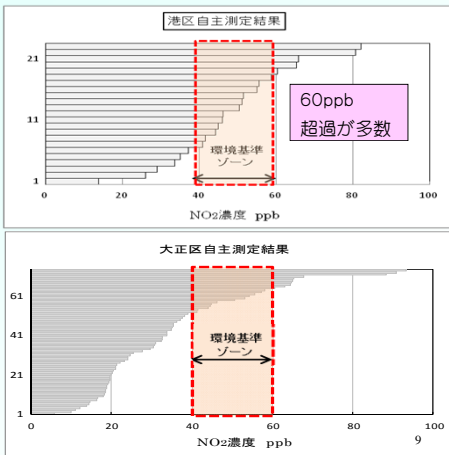 港区自主測定結果
21
11
1
60ppb
超過が多数
環境基準
ゾーン
0 20 40 60 80 100
NO2濃度 ppb
大正区自主測定結果
61
41
21
1
環境基準
ゾーン
0 20 40 60 80 100
NO2濃度 ppb
9